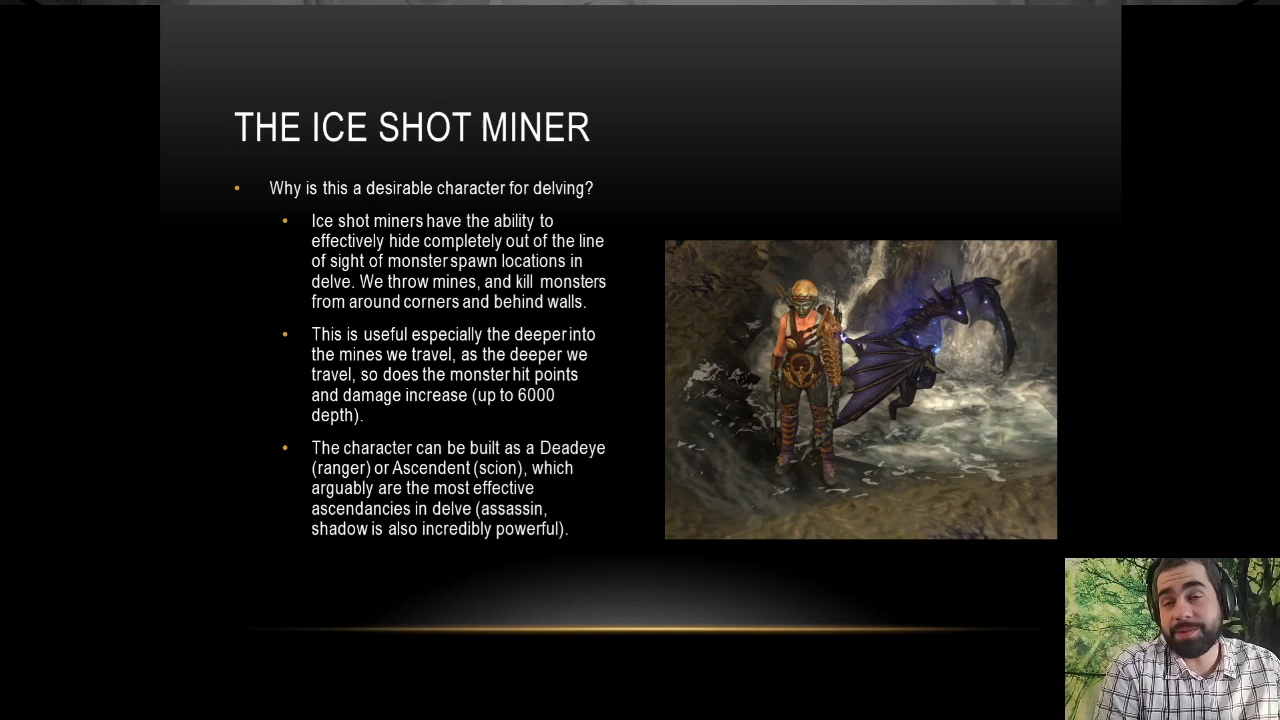 THE ICE SHOT MINER
• Why is this a desirable character for delving?
• Ice shot miners have the ability to
effectively hide completely out of the line
of sight of monster spawn locations in
delve. We throw mines, and kill monsters
from around corners and behind walls.
• This is useful especially the deeper into
the mines we travel, as the deeper we
travel, so does the monster hit points
and damage increase (up to 6000
depth).
• The character can be built as a Deadeye
(ranger) or Ascendent (scion), which
arguably are the most effective
ascendancies in delve (assassin,
shadow is also incredibly powerful).